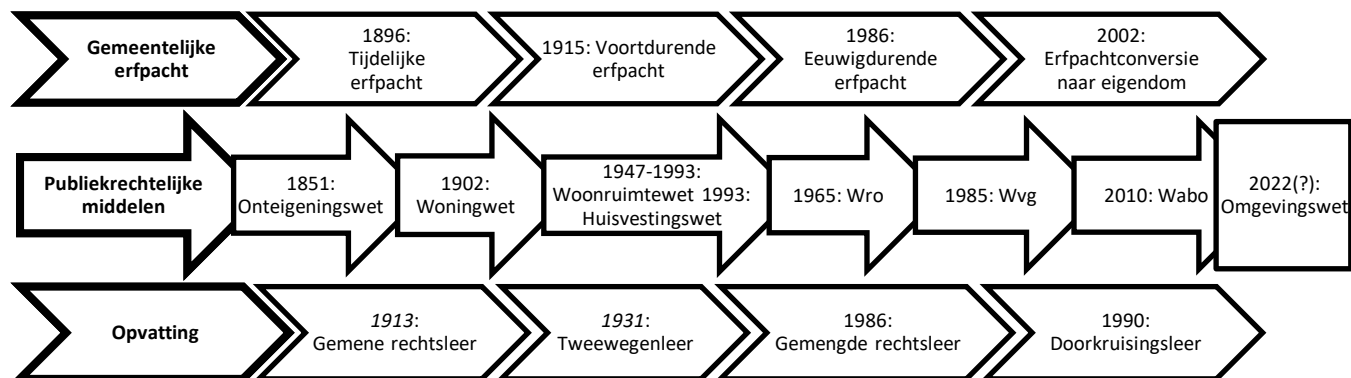 Gemeentelijke
erfpacht
1896:
Tijdelijke
erfpacht
1915: Voortdurende
erfpacht
1986:
Eeuwigdurende
erfpacht
2002:
Erfpachtconversie
naar eigendom
Publiekrechtelijke
middelen
1851:
Onteigeningswet
1902:
Woningwet
1947-1993:
Woonruimtewet 1993:
Huisvestingswet
1965: Wro
1985: Wvg
2010: Wabo
2022(?):
Omgevingswet
Opvatting
1913:
Gemene rechtsleer
1931:
Tweewegenleer
1986:
Gemengde rechtsleer
1990:
Doorkruisingsleer